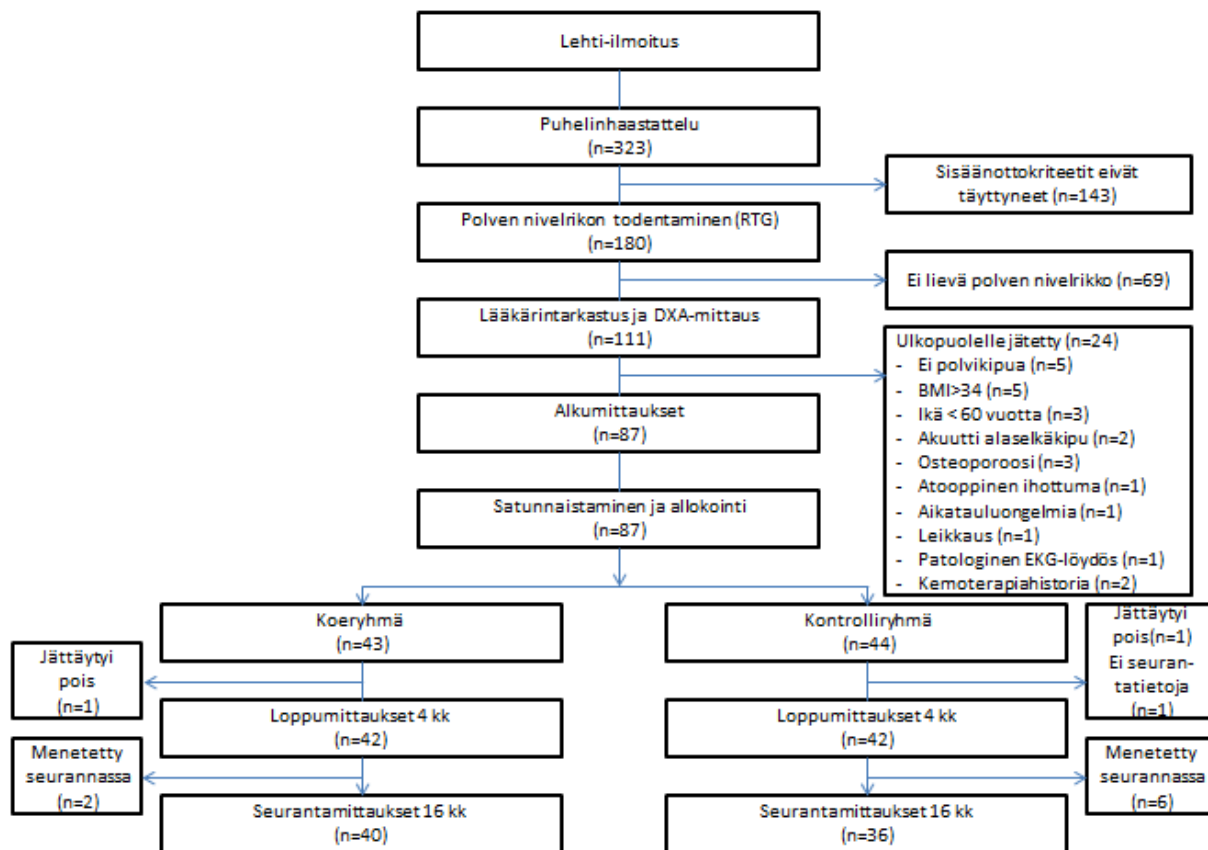 Lehti-ilmoitus
Puhelinhaastattelu
(n=323)
Sisäänottokriteetit eivät
täyttyneet (n=143)
Polven nivelrikon todentaminen (RTG)
(n=180)
Ei lievä polven nivelrikko (n=69)
Lääkärintarkastus ja DXA-mittaus
(n=111)
Ulkopuolelle jätetty (n=24)
- Ei polvikipua (n=5)
- BMI>34 (n=5)
- Ikä < 60 vuotta (n=3)
- Akuutti alaselkäkipu (n=2)
- Osteoporoosi (n=3)
- Atooppinen ihottuma (n=1)
- Aikatauluongelmia (n=1)
- Leikkaus (n=1)
- Patologinen EKG-löydös (n=1)
- Kemoterapiahistoria (n=2)
Alkumittaukset
(n=87)
Satunnaistaminen ja allokointi
(n=87)
Koeryhmä
(n=43)
Kontrolliryhmä
(n=44)
Jättäytyi
pois
(n=1)
Jättäytyi
pois(n=1)
Ei seuran-
tatietoja
(n=1)
Loppumittaukset 4 kk
(n=42)
Loppumittaukset 4 kk
(n=42)
Menetetty
seurannassa
(n=2)
Menetetty
seurannassa
(n=6)
Seurantamittaukset 16 kk
(n=40)
Seurantamittaukset 16 kk
(n=36)